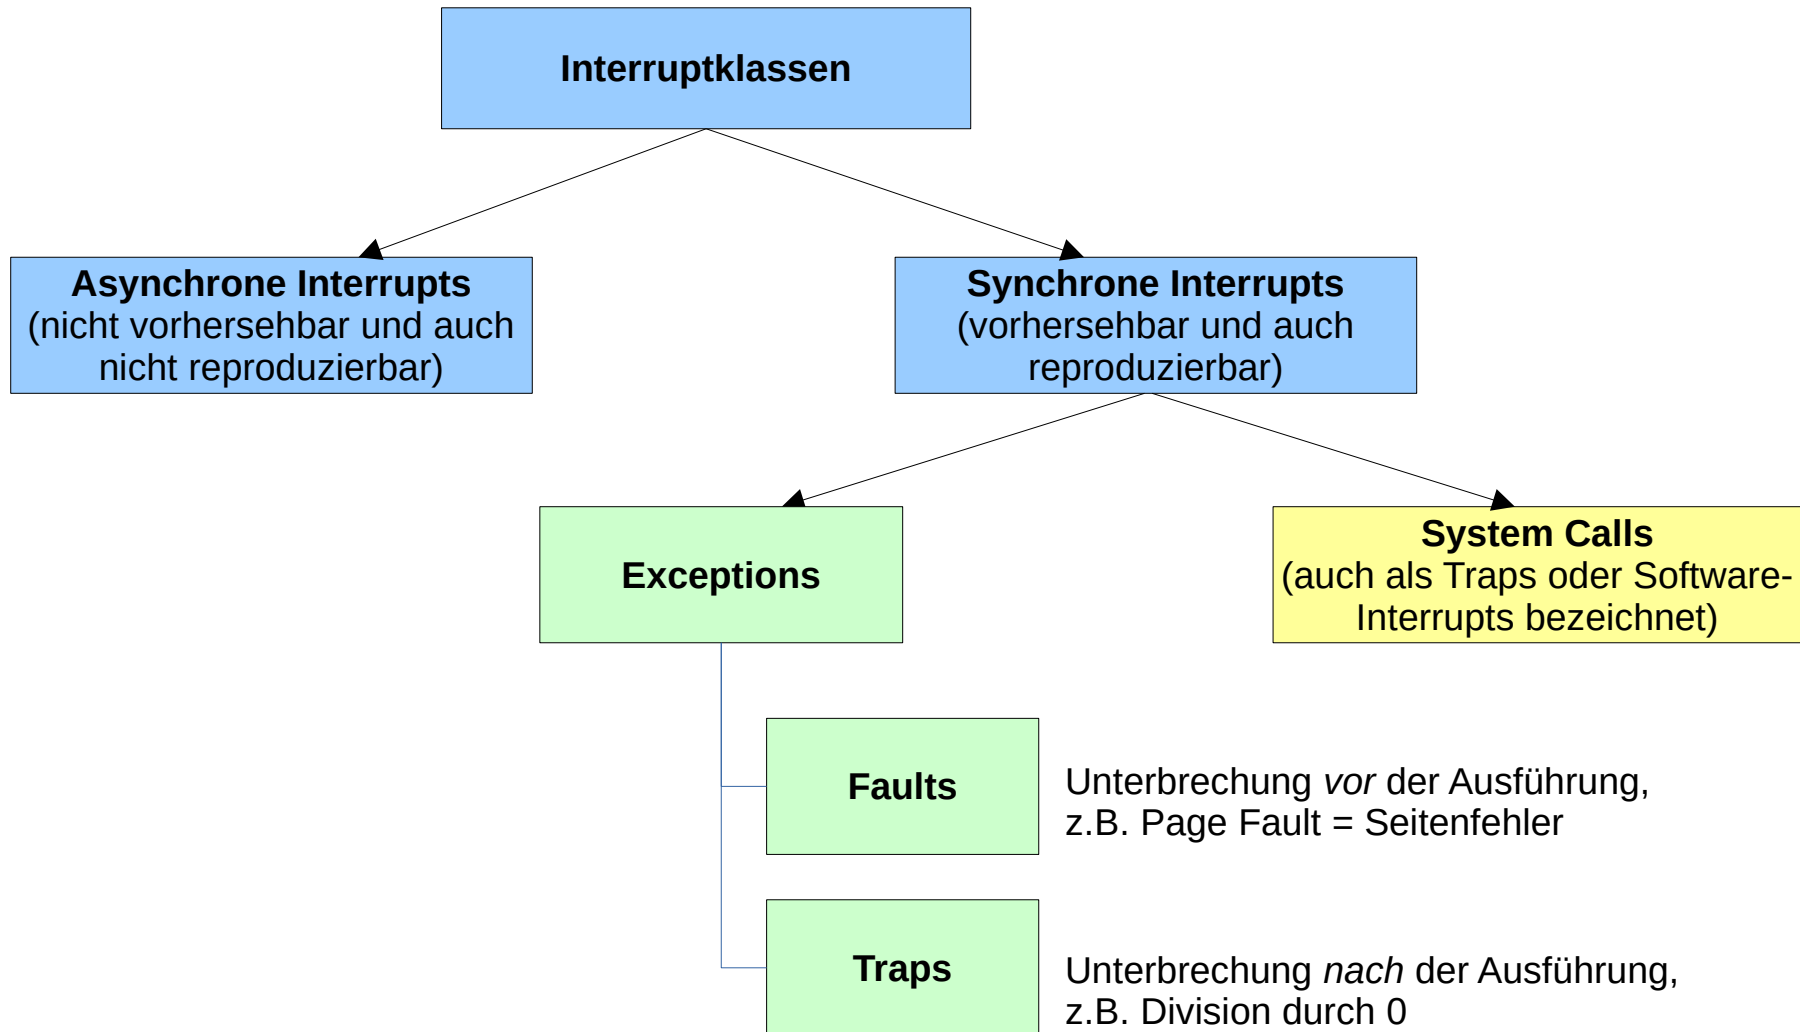 Interruptklassen
Asynchrone Interrupts
(nicht vorhersehbar und auch
nicht reproduzierbar)
Synchrone Interrupts
(vorhersehbar und auch
reproduzierbar)
Exceptions
System Calls
(auch als Traps oder Software-
Interrupts bezeichnet)
Faults
Unterbrechung vor der Ausführung,
z.B. Page Fault = Seitenfehler
Traps
Unterbrechung nach der Ausführung,
z.B. Division durch 0